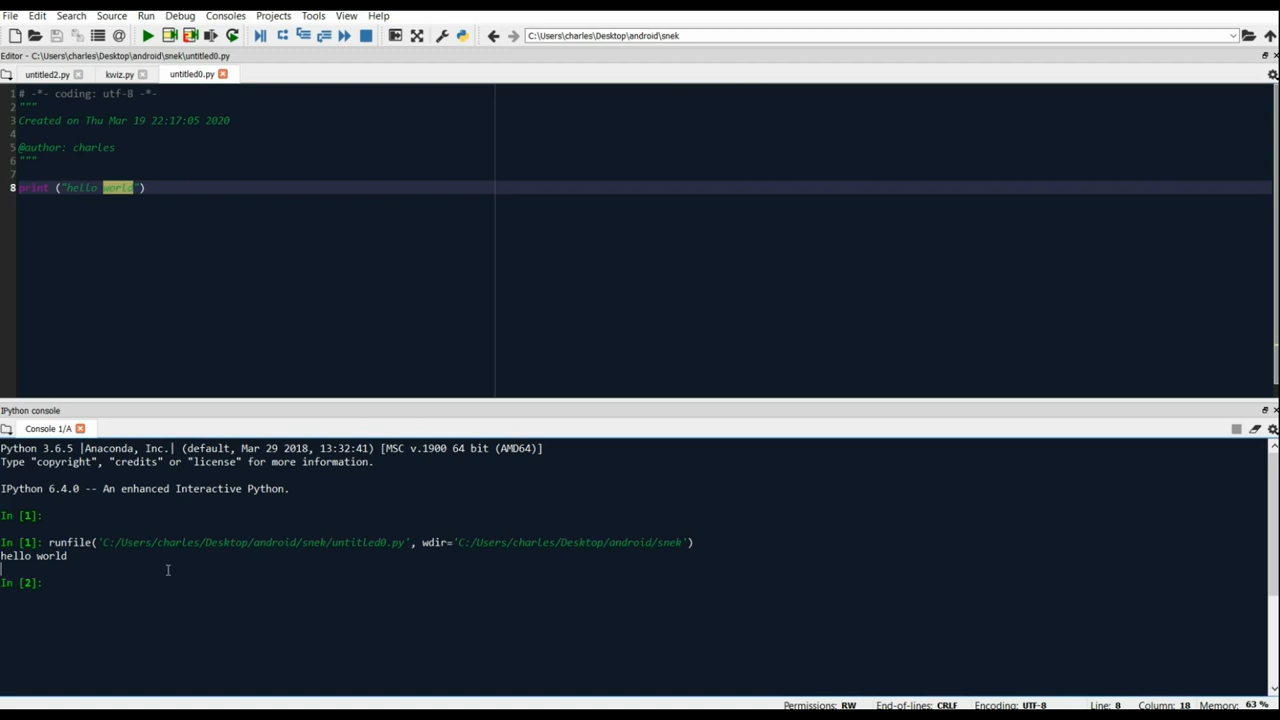 File Edit Search Source Run Debug Consoles Projects Tools View Help
C:\Users\charles\Desktop\android\snek
Editor - C:\Users\charles\Desktop\android\snek\untitled0.py
untitled2.py kwiz.py untitled0.py
1 # -*- coding: utf-8 -*-
2 """
3 Created on Thu Mar 19 22:17:05 2020
4
5 @author: charles
6 """
7
8 print ("hello world")
IPython console
Console 1/A
Python 3.6.5 |Anaconda, Inc.| (default, Mar 29 2018, 13:32:41) [MSC v.1900 64 bit (AMD64)]
Type "copyright", "credits" or "license" for more information.
IPython 6.4.0 -- An enhanced Interactive Python.
In [1]:
In [1]: runfile('C:/Users/charles/Desktop/android/snek/untitled0.py', wdir='C:/Users/charles/Desktop/android/snek')
hello world
In [2]:
Permissions: RW End-of-lines: CRLF Encoding: UTF-8 Line: 8 Column: 18 Memory: 63 %